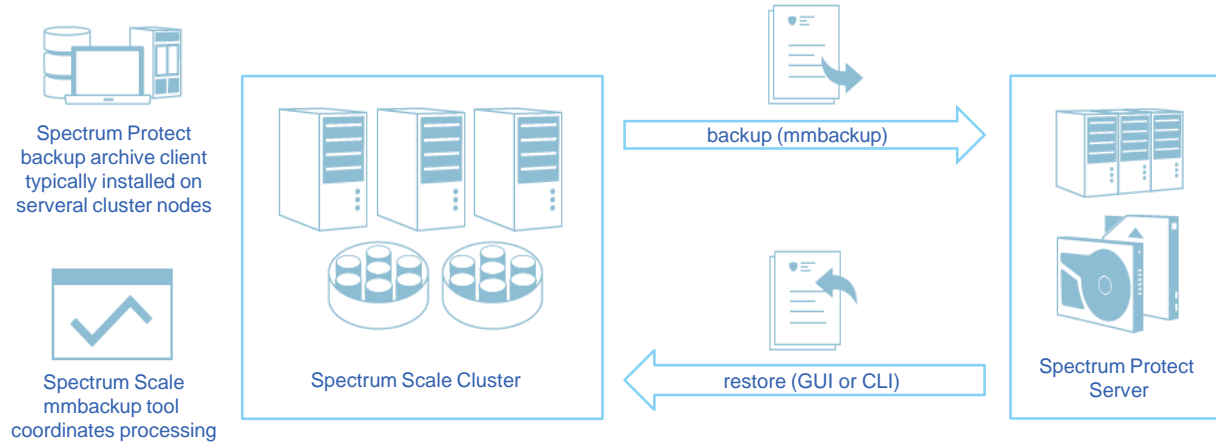 Spectrum Protect
backup archive client
typically installed on
serveral cluster nodes
Spectrum Scale
mmbackup tool
coordinates processing
Spectrum Scale Cluster
backup (mmbackup)
restore (GUI or CLI)
Spectrum Protect
Server